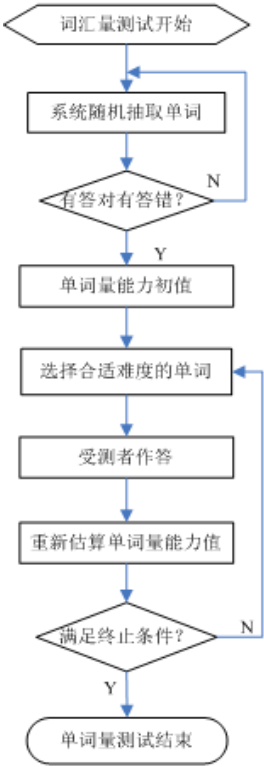 词汇量测试开始
系统随机抽取单词
有答对有答错？
N
Y
单词量能力初值
选择合适难度的单词
受测者作答
重新估算单词量能力值
满足终止条件？
N
Y
单词量测试结束